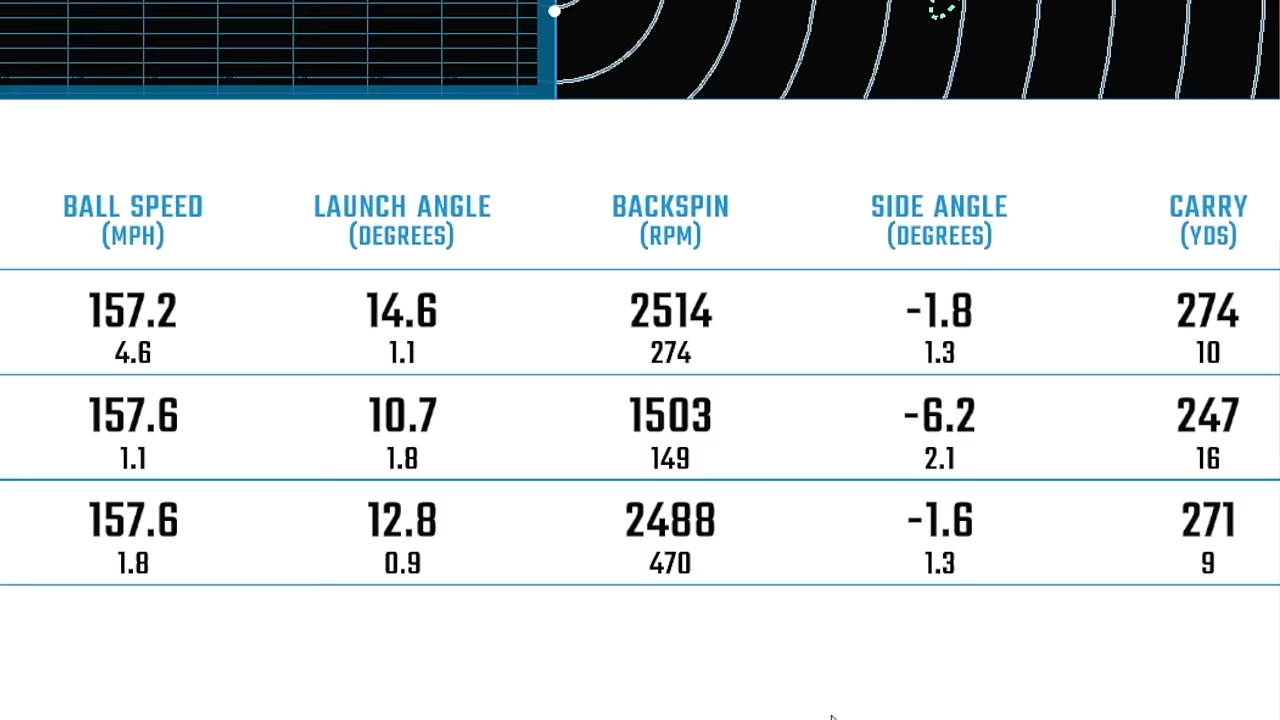 BALL SPEED LAUNCH ANGLE BACKSPIN SIDE ANGLE CARRY
(MPH) (DEGREES) (RPM) (DEGREES) (YDS)
157.2 14.6 2514 -1.8 274
4.6 1.1 274 1.3 10
157.6 10.7 1503 -6.2 247
1.1 1.8 149 2.1 16
157.6 12.8 2488 -1.6 271
1.8 0.9 470 1.3 9